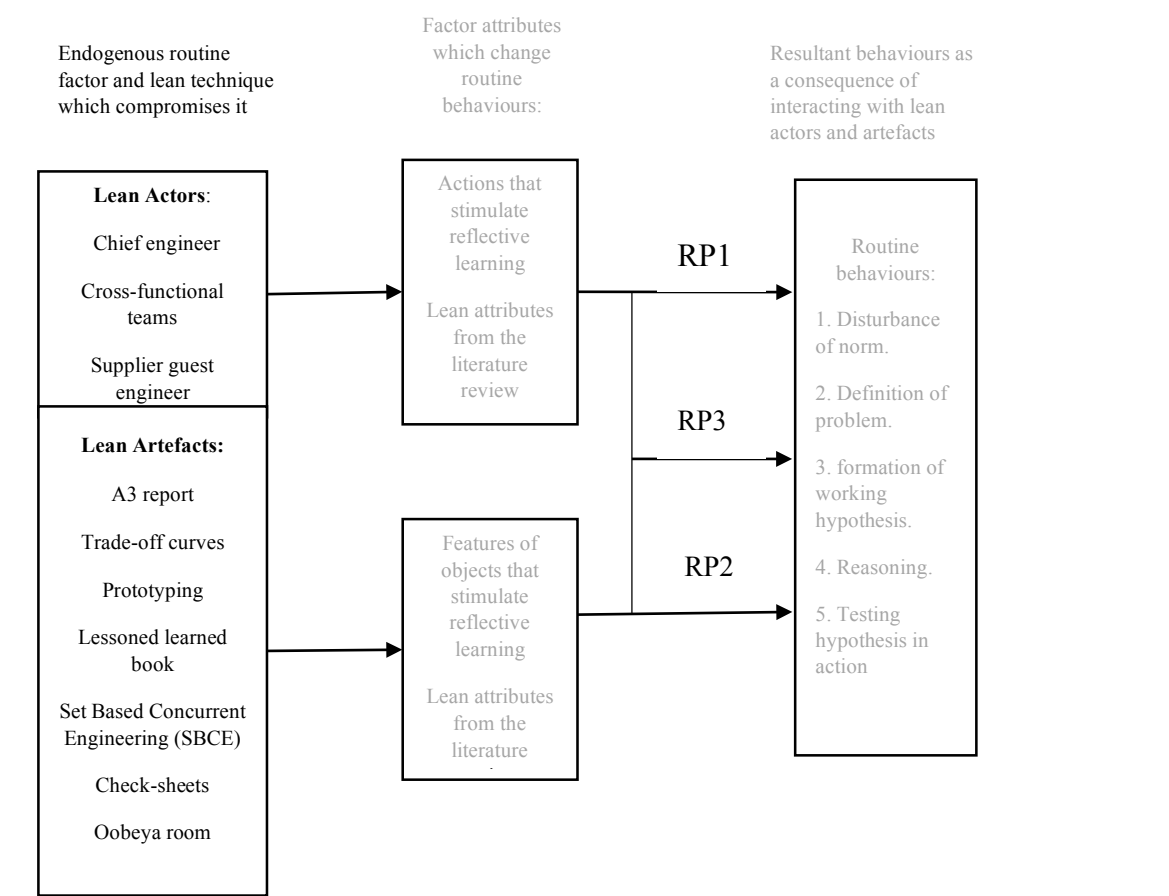 Endogenous routine
factor and lean technique
which compromises it
Factor attributes
which change
routine
behaviours:
Resultant behaviours as
a consequence of
interacting with lean
actors and artefacts
Lean Actors:
Chief engineer
Cross-functional
teams
Supplier guest
engineer
Lean Artefacts:
A3 report
Trade-off curves
Prototyping
Lessoned learned
book
Set Based Concurrent
Engineering (SBCE)
Check-sheets
Oobeya room
Actions that
stimulate
reflective
learning
Lean attributes
from the
literature
review
Features of
objects that
stimulate
reflective
learning
Lean attributes
from the
literature
RP1
RP3
RP2
Routine
behaviours:
1. Disturbance
of norm.
2. Definition of
problem.
3. formation of
working
hypothesis.
4. Reasoning.
5. Testing
hypothesis in
action